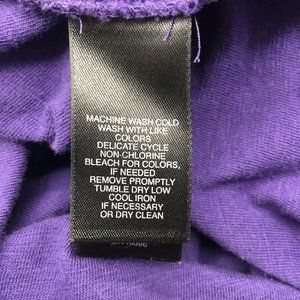 MACHINE WASH COLD
WASH WITH LIKE
COLORS
DELICATE CYCLE
NON-CHLORINE
BLEACH FOR COLORS,
IF NEEDED
REMOVE PROMPTLY
TUMBLE DRY LOW
COOL IRON
IF NECESSARY
OR DRY CLEAN